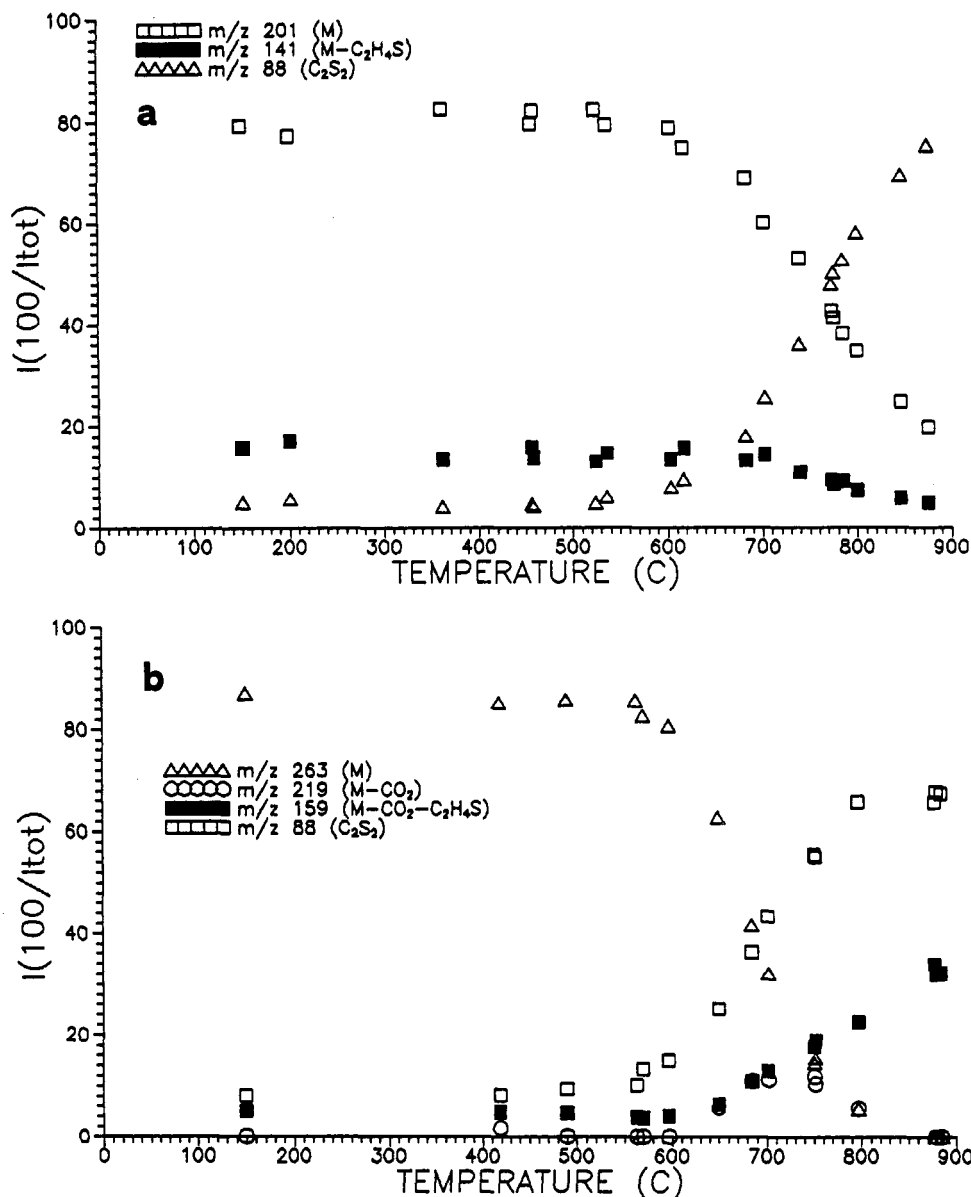 m/z 201 (M)
m/z 141 (M-C₂H₄S)
m/z 88 (C₂S₂)
a
100
80
60
40
20
0
I(100/Itot)
0 100 200 300 400 500 600 700 800 900
TEMPERATURE (C)
b
m/z 263 (M)
m/z 219 (M-CO₂)
m/z 159 (M-CO₂-C₂H₄S)
m/z 88 (C₂S₂)
100
80
60
40
20
0
I(100/Itot)
0 100 200 300 400 500 600 700 800 900
TEMPERATURE (C)